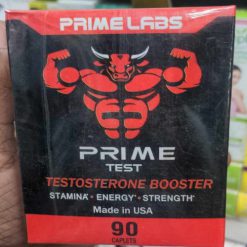 PRIME LABS
PRIME
TEST
TESTOSTERONE BOOSTER
STAMINA* ENERGY* STRENGTH*
Made in USA
90
CAPLETS